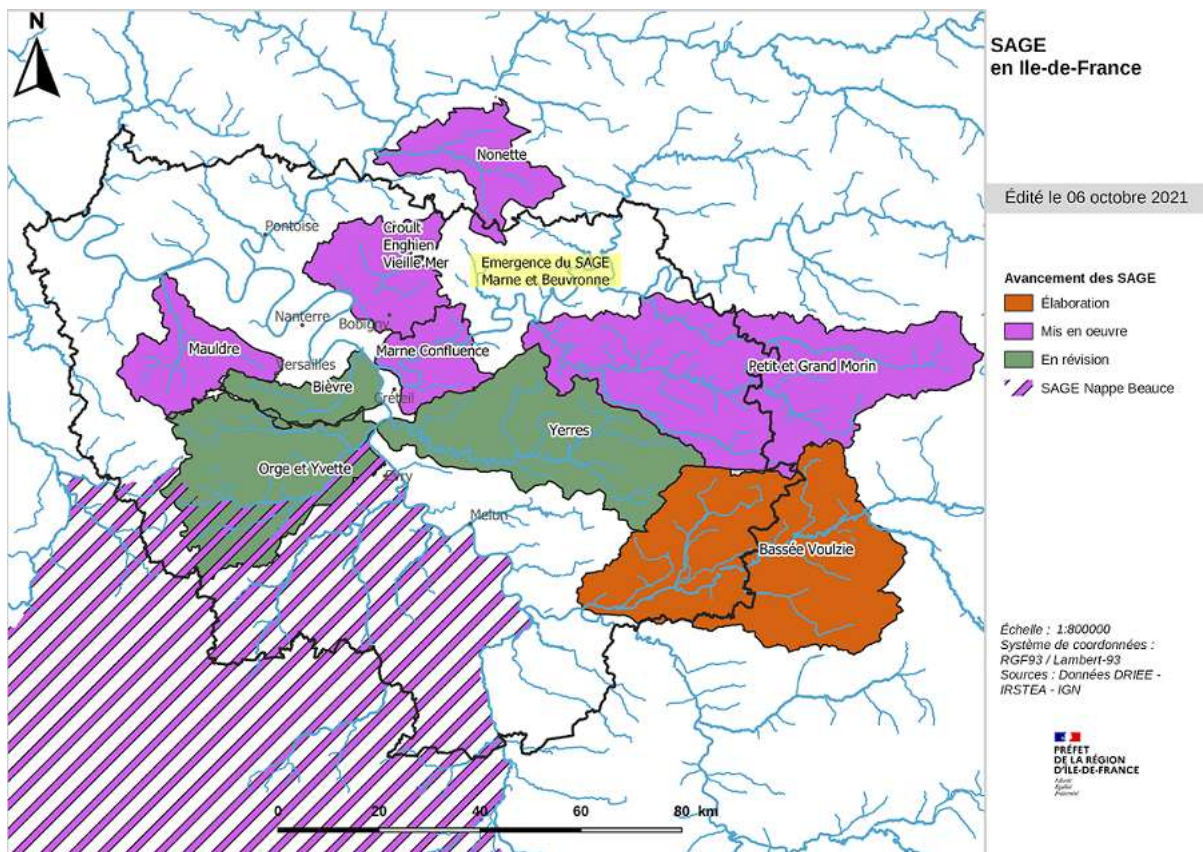 N
SAGE
en Ile-de-France
Édité le 06 octobre 2021
Avancement des SAGE
Élaboration
Mis en oeuvre
En révision
SAGE Nappe Beauce
Nonette
Pontoise
Croult
Enghien
Vieille Mer
Emergence du SAGE
Marne et Beuvronne
Nanterre
Bobigny
Mauldre
Versailles
Marne Confluence
Petit et Grand Morin
Bièvre
Créteil
Yerres
Orge et Yvette
Evry
Melun
Bassée Voulzie
0 20 40 60 80 km
Échelle : 1:800000
Système de coordonnées :
RGF93 / Lambert-93
Sources : Données DRIEE -
IRSTEA - IGN
PRÉFET
DE LA RÉGION
D'ÎLE-DE-FRANCE
Liberté
Égalité
Fraternité